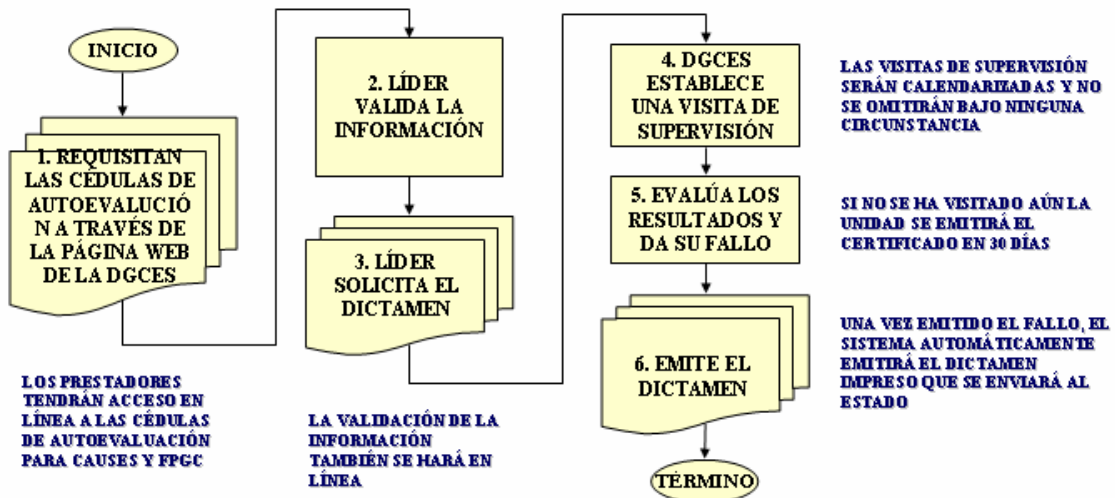 INICIO
1. REQUISITAN
LAS CÉDULAS DE
AUTOEVALUCIÓ
N A TRAVÉS DE
LA PÁGINA WEB
DE LA DGCES
LOS PRESTADORES
TENDRÁN ACCESO EN
LÍNEA A LAS CÉDULAS
DE AUTOEVALUACIÓN
PARA CAUSES Y FPGC
2. LÍDER
VALIDA LA
INFORMACIÓN
3. LÍDER
SOLICITA EL
DICTAMEN
LA VALIDACIÓN DE LA
INFORMACIÓN
TAMBIÉN SE HARÁ EN
LÍNEA
4. DGCES
ESTABLECE
UNA VISITA DE
SUPERVISIÓN
LAS VISITAS DE SUPERVISIÓN
SERÁN CALENDARIZADAS Y NO
SE OMITIRÁN BAJO NINGUNA
CIRCUNSTANCIA
5. EVALÚA LOS
RESULTADOS Y
DA SU FALLO
SI NO SE HA VISITADO AÚN LA
UNIDAD SE EMITIRÁ EL
CERTIFICADO EN 30 DÍAS
6. EMITE EL
DICTAMEN
UNA VEZ EMITIDO EL FALLO, EL
SISTEMA AUTOMÁTICAMENTE
EMITIRÁ EL DICTAMEN
IMPRESO QUE SE ENVIARÁ AL
ESTADO
TÉRMINO